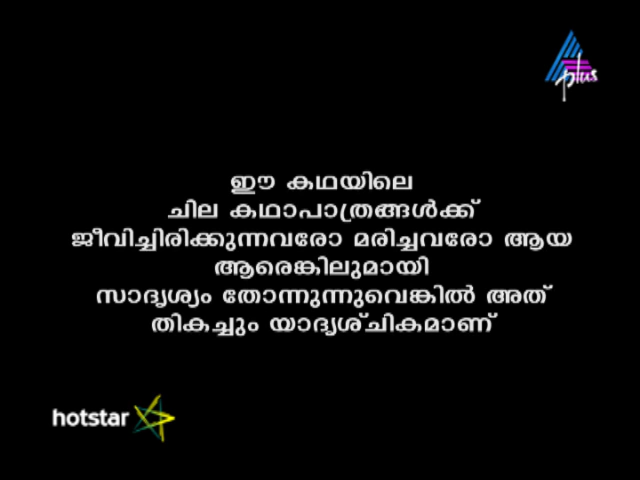 plus
ഈ കഥയിലെ
ചില കഥാപാത്രങ്ങൾക്ക്
ജീവിച്ചിരിക്കുന്നവരോ മരിച്ചവരോ ആയ
ആരെങ്കിലുമായി
സാദൃശ്യം തോന്നുന്നുവെങ്കിൽ അത്
തികച്ചും യാദൃശ്ചികമാണ്
hotstar